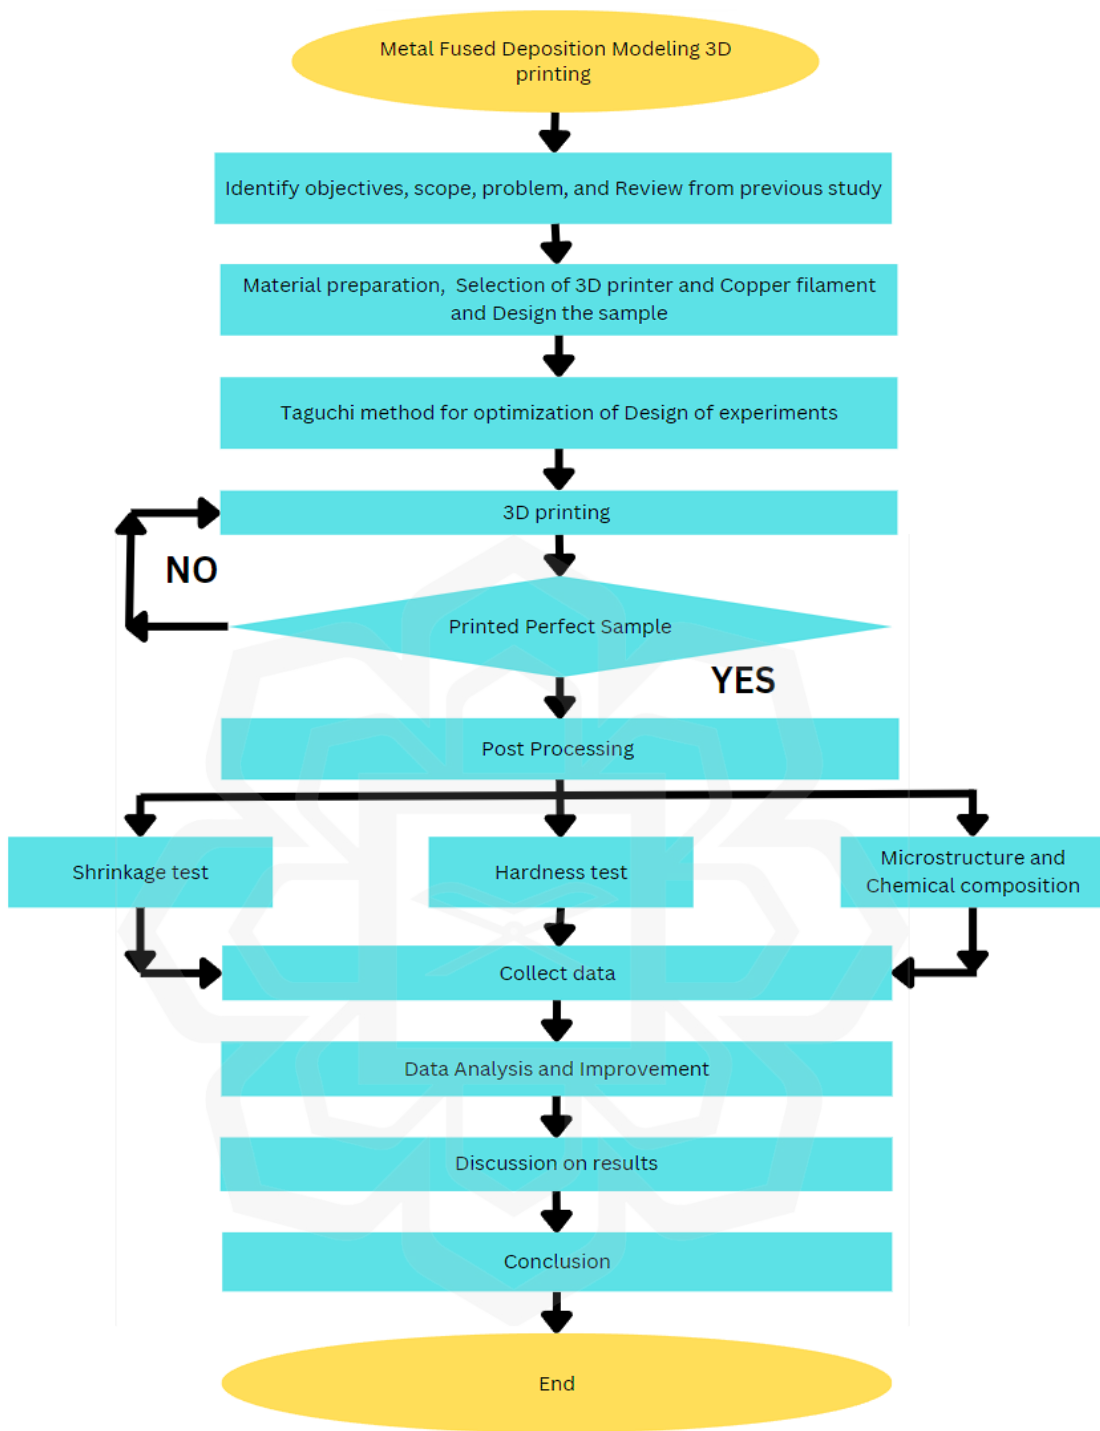 Metal Fused Deposition Modeling 3D
printing
Identify objectives, scope, problem, and Review from previous study
Material preparation, Selection of 3D printer and Copper filament
and Design the sample
Taguchi method for optimization of Design of experiments
3D printing
NO
Printed Perfect Sample
YES
Post Processing
Shrinkage test
Hardness test
Microstructure and
Chemical composition
Collect data
Data Analysis and Improvement
Discussion on results
Conclusion
End